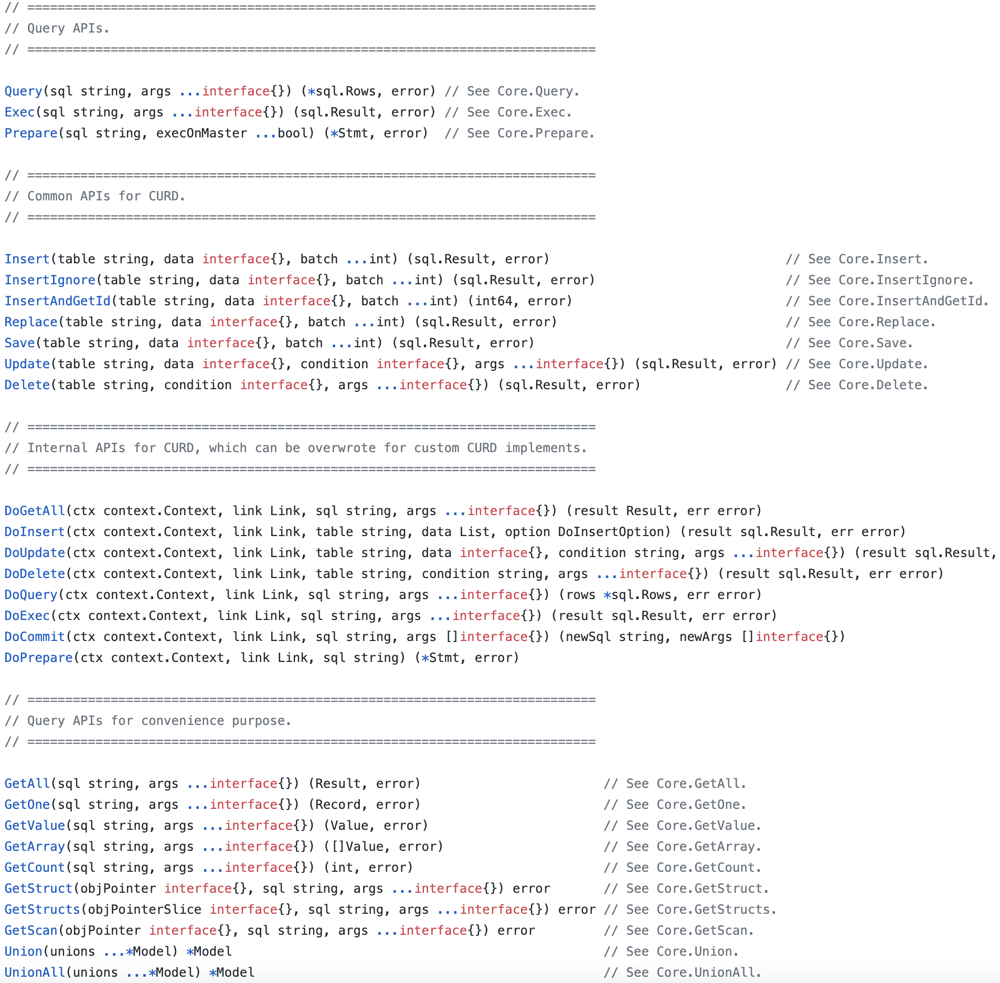 // ===========================================================================
// Query APIs.
// ===========================================================================
Query(sql string, args ...interface{}) (*sql.Rows, error) // See Core.Query.
Exec(sql string, args ...interface{}) (sql.Result, error) // See Core.Exec.
Prepare(sql string, execOnMaster ...bool) (*Stmt, error)  // See Core.Prepare.
// ===========================================================================
// Common APIs for CURD.
// ===========================================================================
Insert(table string, data interface{}, batch ...int) (sql.Result, error)                               // See Core.Insert.
InsertIgnore(table string, data interface{}, batch ...int) (sql.Result, error)                         // See Core.InsertIgnore.
InsertAndGetId(table string, data interface{}, batch ...int) (int64, error)                            // See Core.InsertAndGetId.
Replace(table string, data interface{}, batch ...int) (sql.Result, error)                              // See Core.Replace.
Save(table string, data interface{}, batch ...int) (sql.Result, error)                                 // See Core.Save.
Update(table string, data interface{}, condition interface{}, args ...interface{}) (sql.Result, error) // See Core.Update.
Delete(table string, condition interface{}, args ...interface{}) (sql.Result, error)                   // See Core.Delete.
// ===========================================================================
// Internal APIs for CURD, which can be overwrote for custom CURD implements.
// ===========================================================================
DoGetAll(ctx context.Context, link Link, sql string, args ...interface{}) (result Result, err error)
DoInsert(ctx context.Context, link Link, table string, data List, option DoInsertOption) (result sql.Result, err error)
DoUpdate(ctx context.Context, link Link, table string, data interface{}, condition string, args ...interface{}) (result sql.Result,
DoDelete(ctx context.Context, link Link, table string, condition string, args ...interface{}) (result sql.Result, err error)
DoQuery(ctx context.Context, link Link, sql string, args ...interface{}) (rows *sql.Rows, err error)
DoExec(ctx context.Context, link Link, sql string, args ...interface{}) (result sql.Result, err error)
DoCommit(ctx context.Context, link Link, sql string, args []interface{}) (newSql string, newArgs []interface{})
DoPrepare(ctx context.Context, link Link, sql string) (*Stmt, error)
// ===========================================================================
// Query APIs for convenience purpose.
// ===========================================================================
GetAll(sql string, args ...interface{}) (Result, error)                        // See Core.GetAll.
GetOne(sql string, args ...interface{}) (Record, error)                        // See Core.GetOne.
GetValue(sql string, args ...interface{}) (Value, error)                       // See Core.GetValue.
GetArray(sql string, args ...interface{}) ([]Value, error)                     // See Core.GetArray.
GetCount(sql string, args ...interface{}) (int, error)                         // See Core.GetCount.
GetStruct(objPointer interface{}, sql string, args ...interface{}) error       // See Core.GetStruct.
GetStructs(objPointerSlice interface{}, sql string, args ...interface{}) error // See Core.GetStructs.
GetScan(objPointer interface{}, sql string, args ...interface{}) error         // See Core.GetScan.
Union(unions ...*Model) *Model                                                 // See Core.Union.
UnionAll(unions ...*Model) *Model                                              // See Core.UnionAll.